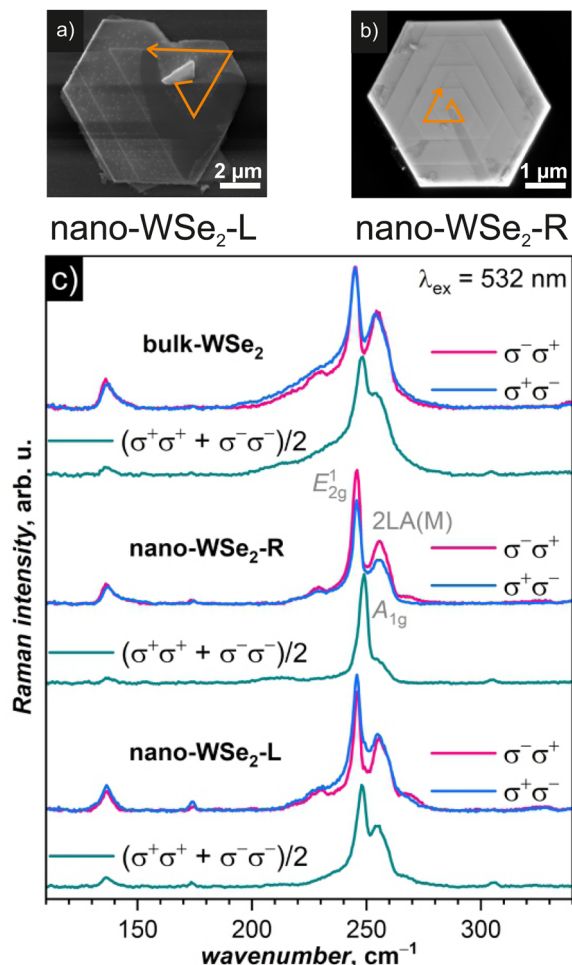 a)
2 µm
b)
1 µm
nano-WSe₂-L
nano-WSe₂-R
c)
λex = 532 nm
bulk-WSe₂
σ⁻σ⁺
σ⁺σ⁻
(σ⁺σ⁺ + σ⁻σ⁻)/2
E¹2g
2LA(M)
nano-WSe₂-R
σ⁻σ⁺
σ⁺σ⁻
A1g
(σ⁺σ⁺ + σ⁻σ⁻)/2
nano-WSe₂-L
σ⁻σ⁺
σ⁺σ⁻
(σ⁺σ⁺ + σ⁻σ⁻)/2
Raman intensity, arb. u.
150 200 250 300
wavenumber, cm⁻¹